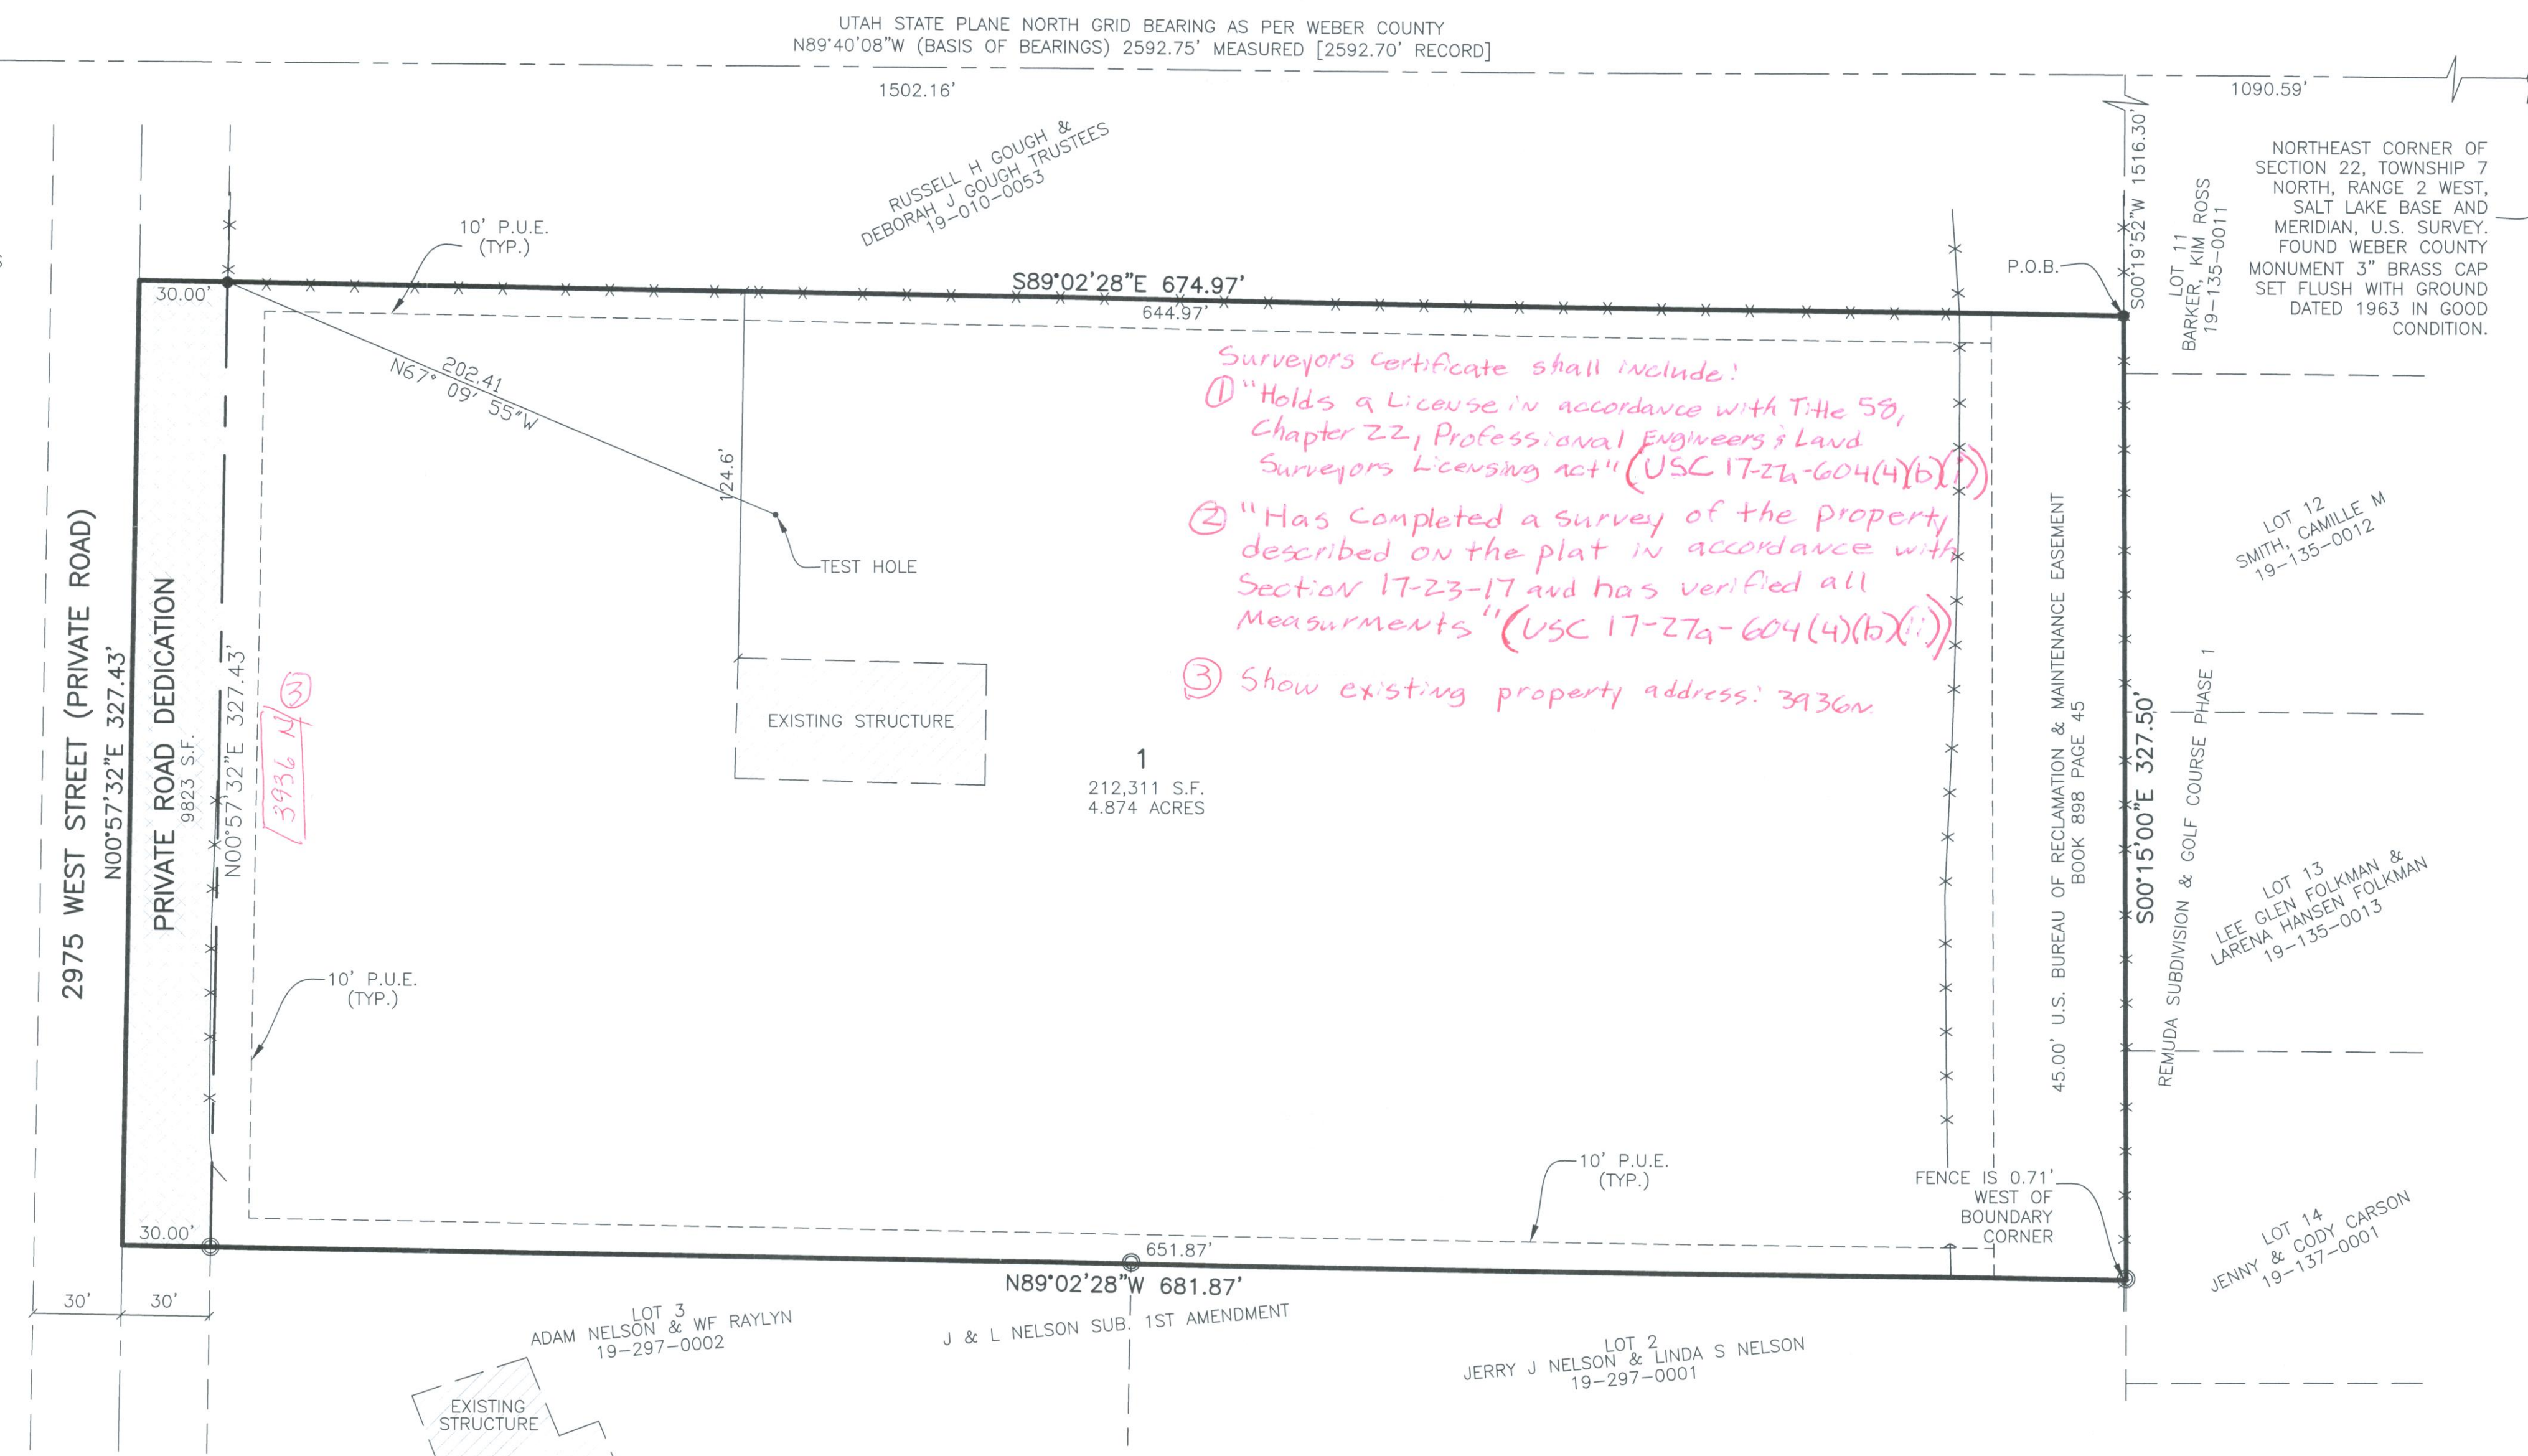 UTAH STATE PLANE NORTH GRID BEARING AS PER WEBER COUNTY
N89°40'08"W (BASIS OF BEARINGS) 2592.75' MEASURED [2592.70' RECORD]
1502.16'
1090.59'
S00°19'52"W 1516.30'
NORTHEAST CORNER OF
SECTION 22, TOWNSHIP 7
NORTH, RANGE 2 WEST,
SALT LAKE BASE AND
MERIDIAN, U.S. SURVEY.
FOUND WEBER COUNTY
MONUMENT 3" BRASS CAP
SET FLUSH WITH GROUND
DATED 1963 IN GOOD
CONDITION.
RUSSELL H GOUGH &
DEBORAH J GOUGH TRUSTEES
19-010-0053
LOT 11
BARKER, KIM ROSS
19-135-0011
10' P.U.E.
(TYP.)
P.O.B.
30.00'
S89°02'28"E 674.97'
644.97'
202.41
N67° 09' 55"W
124.6'
TEST HOLE
Surveyors Certificate shall include:
① "Holds a License in accordance with Title 58,
Chapter 22, Professional Engineers & Land
Surveyors Licensing act" (USC 17-27a-604(4)(b)(i))
② "Has Completed a survey of the property
described on the plat in accordance with
Section 17-23-17 and has verified all
Measurments" (USC 17-27a-604(4)(b)(ii))
③ Show existing property address: 3936N.
2975 WEST STREET (PRIVATE ROAD)
N00°57'32"E 327.43'
PRIVATE ROAD DEDICATION
9823 S.F.
N00°57'32"E 327.43'
③
3936 N
EXISTING STRUCTURE
1
212,311 S.F.
4.874 ACRES
45.00' U.S. BUREAU OF RECLAMATION & MAINTENANCE EASEMENT
BOOK 898 PAGE 45
S00°15'00"E 327.50'
REMUDA SUBDIVISION & GOLF COURSE PHASE 1
LOT 12
SMITH, CAMILLE M
19-135-0012
LOT 13
LEE GLEN FOLKMAN &
LARENA HANSEN FOLKMAN
19-135-0013
LOT 14
JENNY & CODY CARSON
19-137-0001
10' P.U.E.
(TYP.)
10' P.U.E.
(TYP.)
FENCE IS 0.71'
WEST OF
BOUNDARY
CORNER
30.00'
651.87'
N89°02'28"W 681.87'
30'
30'
LOT 3
ADAM NELSON & WF RAYLYN
19-297-0002
J & L NELSON SUB. 1ST AMENDMENT
LOT 2
JERRY J NELSON & LINDA S NELSON
19-297-0001
EXISTING
STRUCTURE